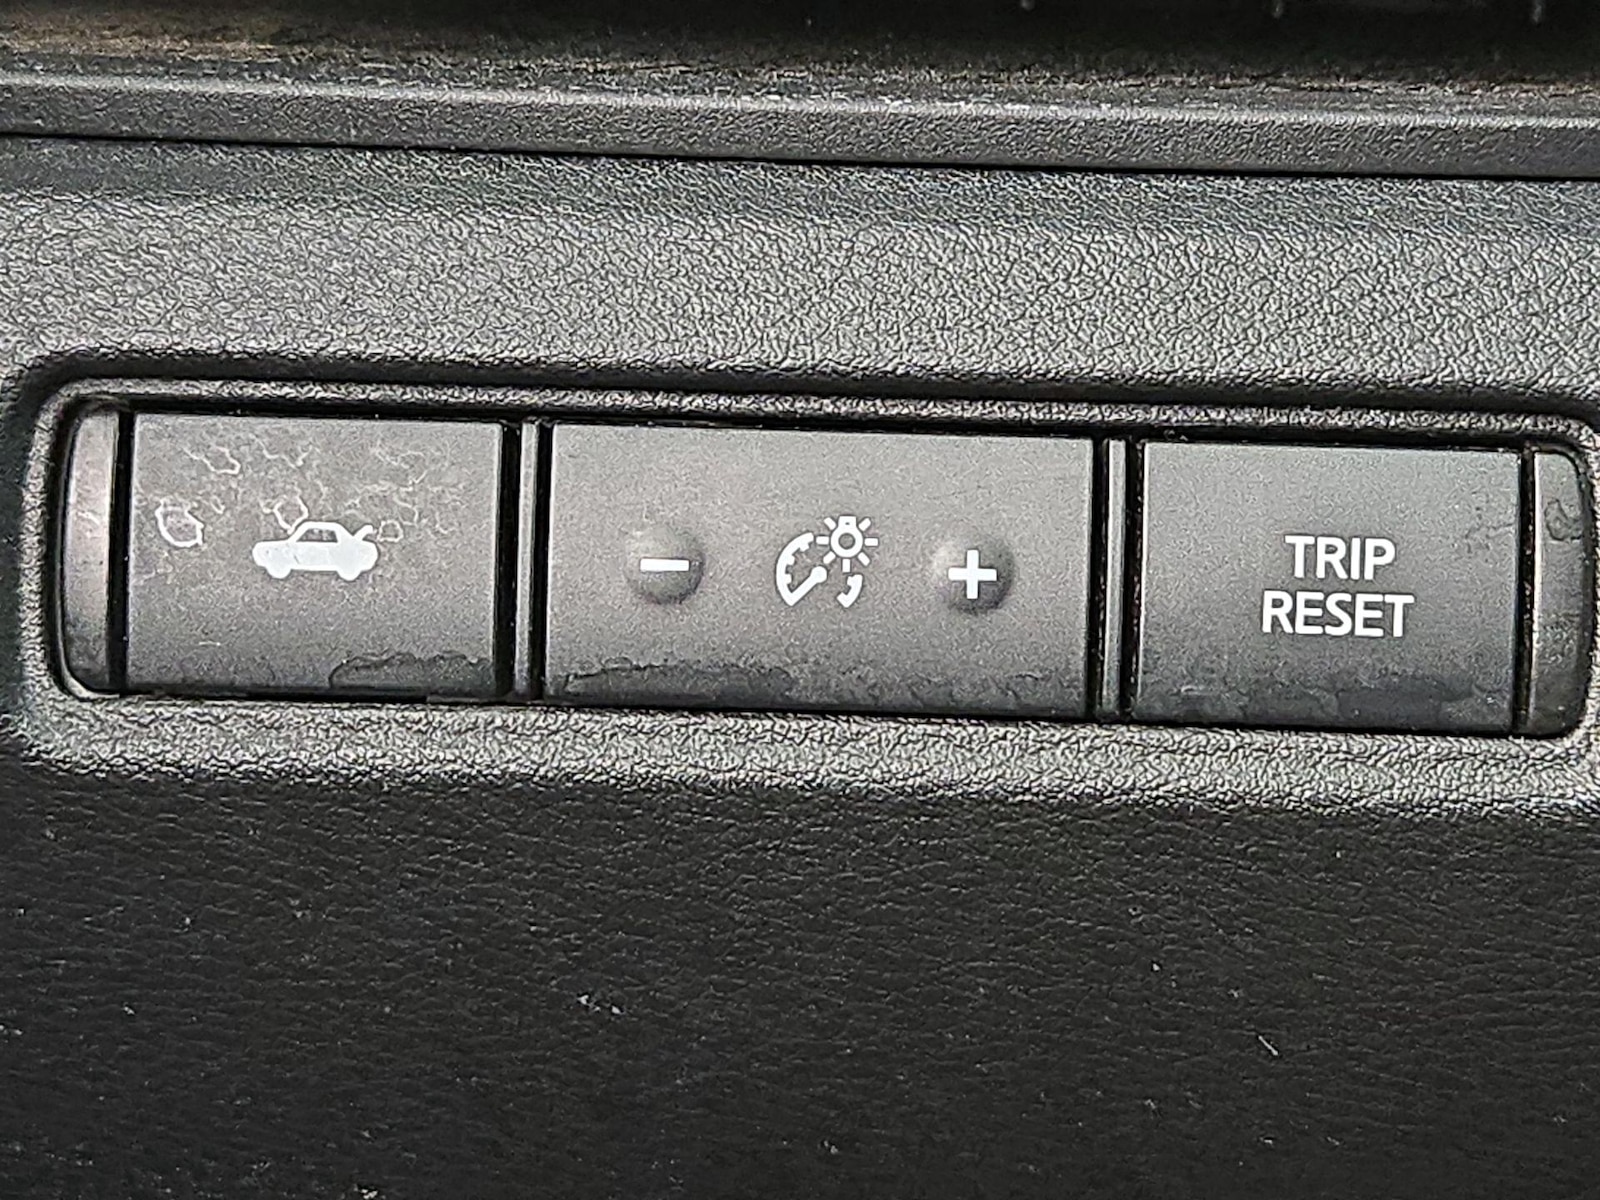 - +
TRIP
RESET